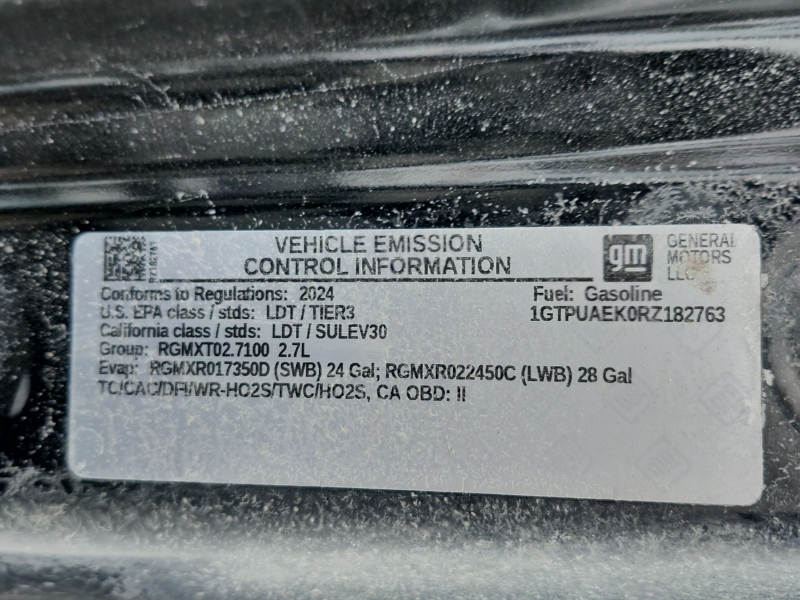 VEHICLE EMISSION
CONTROL INFORMATION
gm
GENERAL
MOTORS
LLC
Conforms to Regulations: 2024
Fuel: Gasoline
U.S. EPA class / stds: LDT / TIER3
1GTPUAEK0RZ182763
California class / stds: LDT / SULEV30
Group: RGMXT02.7100 2.7L
Evap: RGMXR017350D (SWB) 24 Gal; RGMXR022450C (LWB) 28 Gal
TC/CAC/DFI/WR-HO2S/TWC/HO2S, CA OBD: II